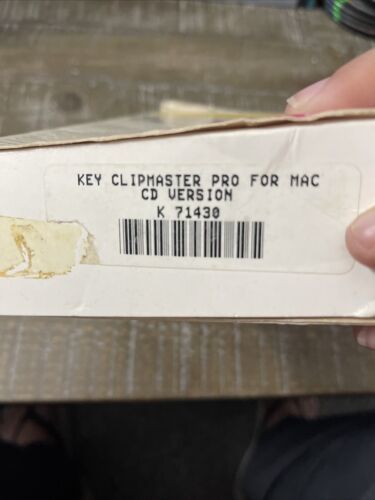 KEY CLIPMASTER PRO FOR MAC
CD VERSION
K 71430